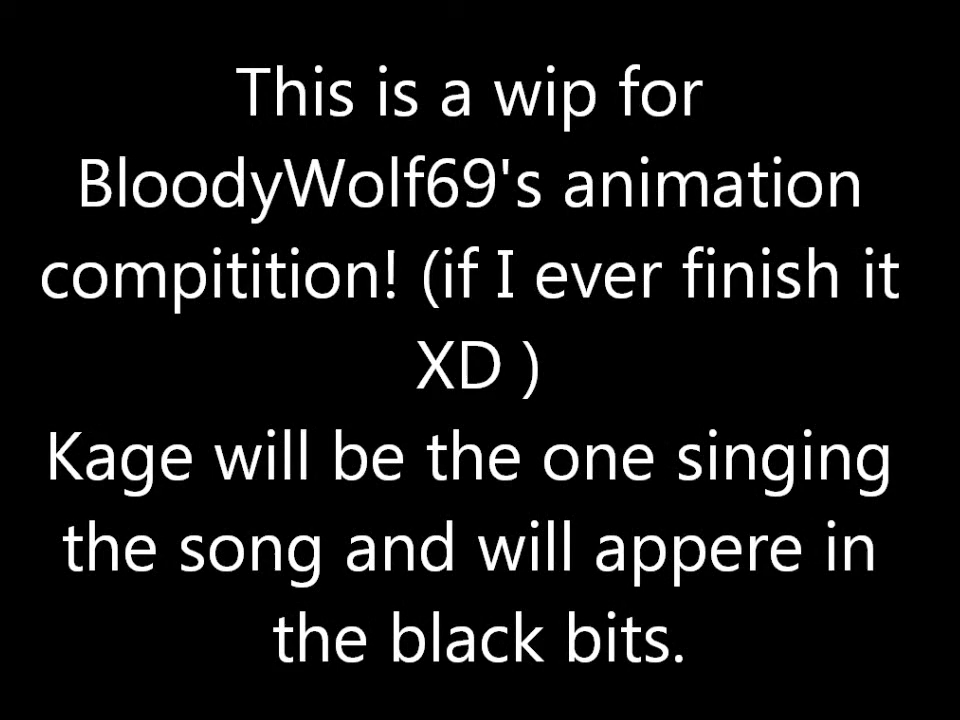 This is a wip for
BloodyWolf69's animation
compitition! (if I ever finish it
XD )
Kage will be the one singing
the song and will appere in
the black bits.